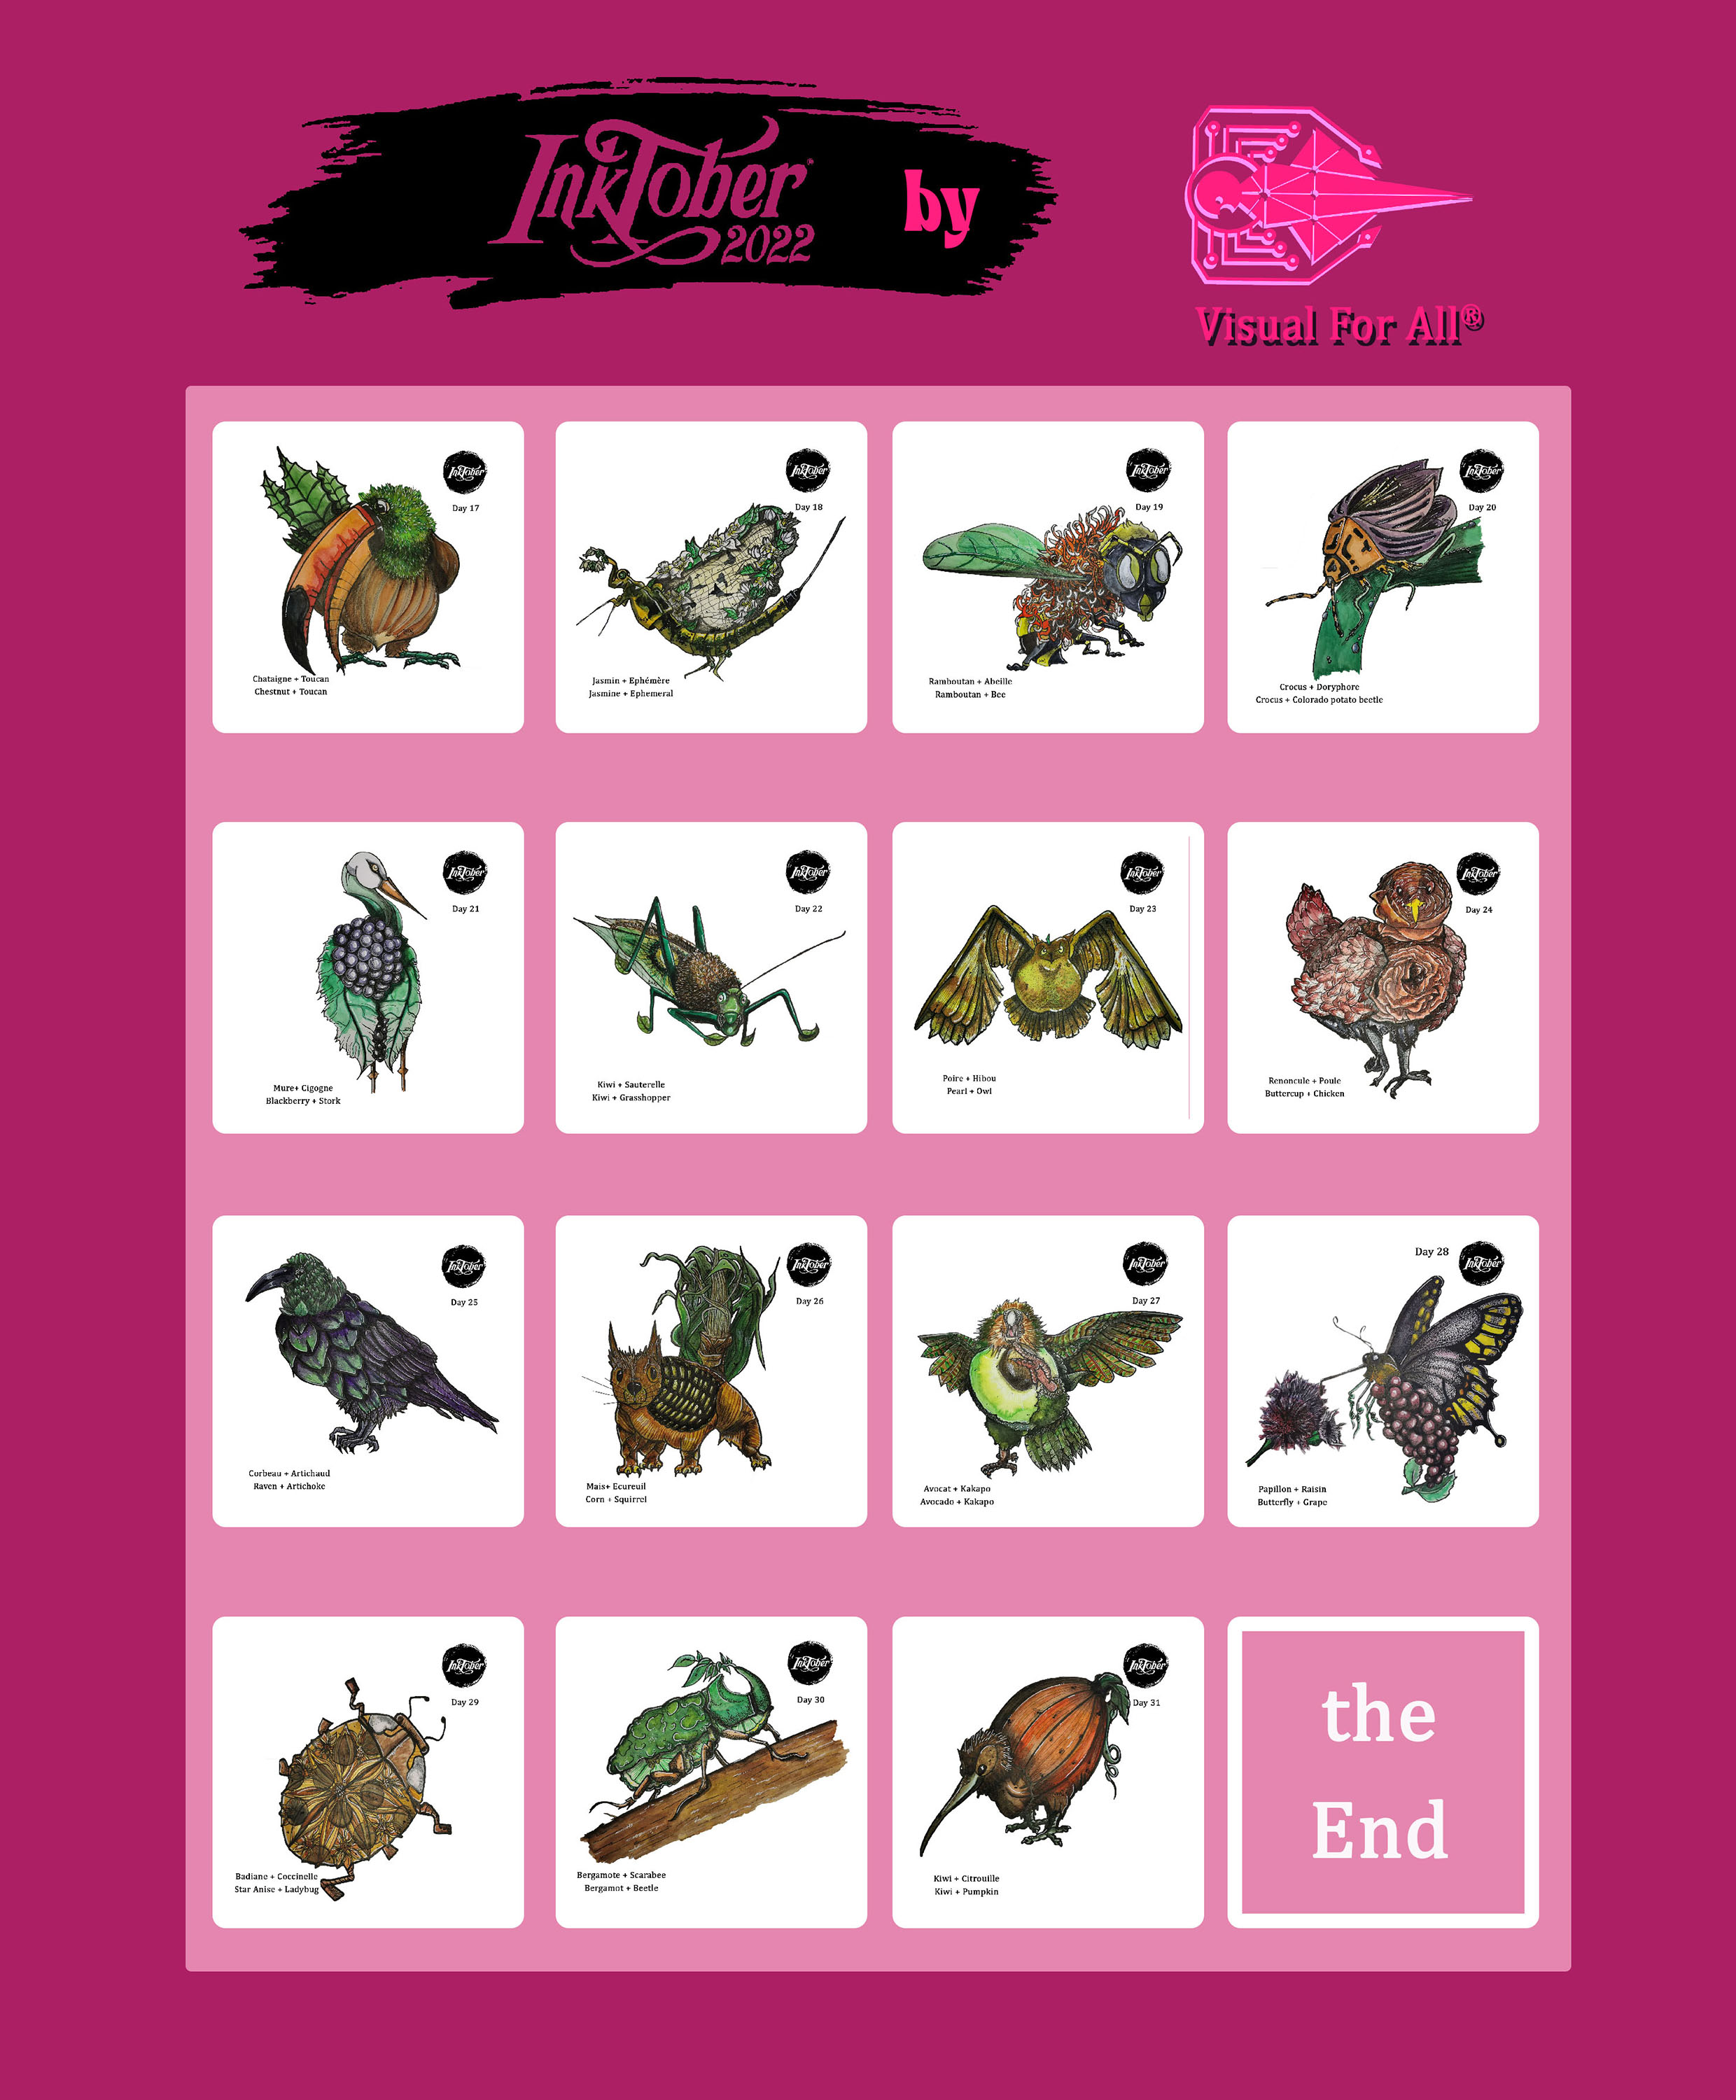 InkTober
2022
by
Visual For All®
InkTober
Day 17
Chataigne + Toucan
Chestnut + Toucan
InkTober
Day 18
Jasmin + Ephémère
Jasmine + Ephemeral
InkTober
Day 19
Ramboutan + Abeille
Ramboutan + Bee
InkTober
Day 20
Crocus + Doryphore
Crocus + Colorado potato beetle
InkTober
Day 21
Mure+ Cigogne
Blackberry + Stork
InkTober
Day 22
Kiwi + Sauterelle
Kiwi + Grasshopper
InkTober
Day 23
Poire + Hibou
Pearl + Owl
InkTober
Day 24
Renoncule + Poule
Buttercup + Chicken
InkTober
Day 25
Corbeau + Artichaud
Raven + Artichoke
InkTober
Day 26
Mais+ Ecureuil
Corn + Squirrel
InkTober
Day 27
Avocat + Kakapo
Avocado + Kakapo
Day 28
InkTober
Papillon + Raisin
Butterfly + Grape
InkTober
Day 29
Badiane + Coccinelle
Star Anise + Ladybug
InkTober
Day 30
Bergamote + Scarabee
Bergamot + Beetle
InkTober
Day 31
Kiwi + Citrouille
Kiwi + Pumpkin
the
End